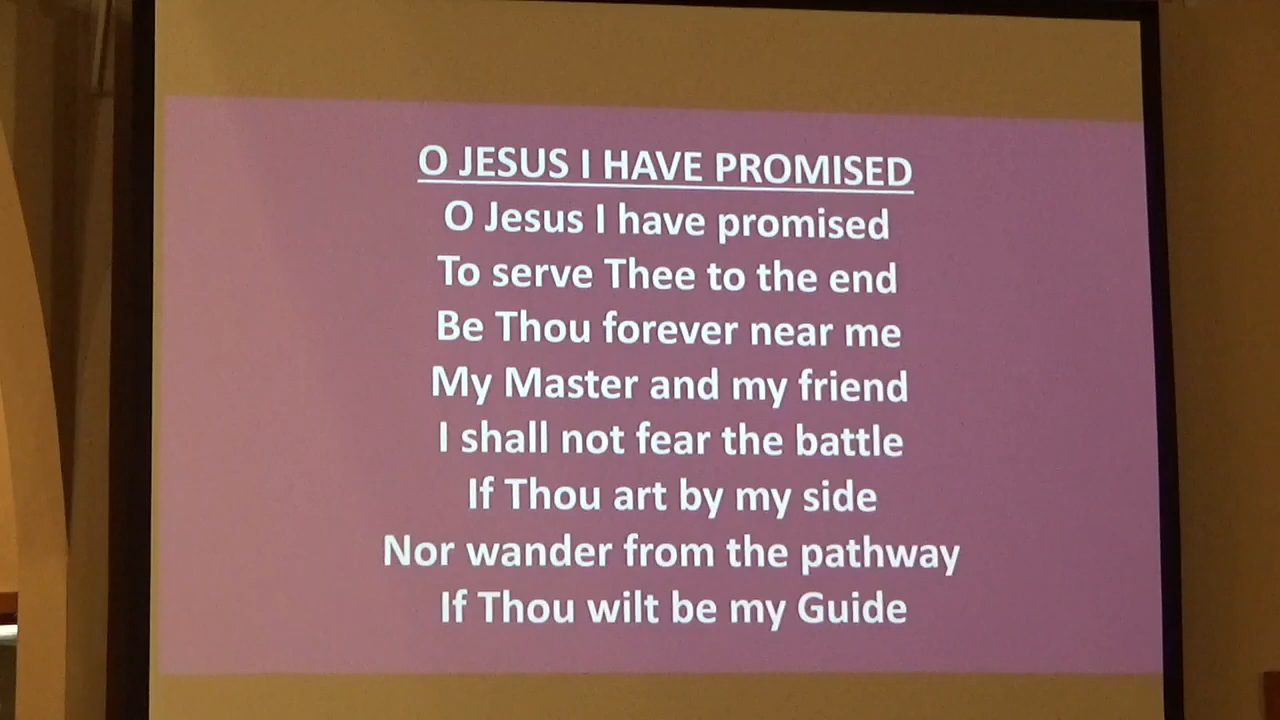 O JESUS I HAVE PROMISED
O Jesus I have promised
To serve Thee to the end
Be Thou forever near me
My Master and my friend
I shall not fear the battle
If Thou art by my side
Nor wander from the pathway
If Thou wilt be my Guide